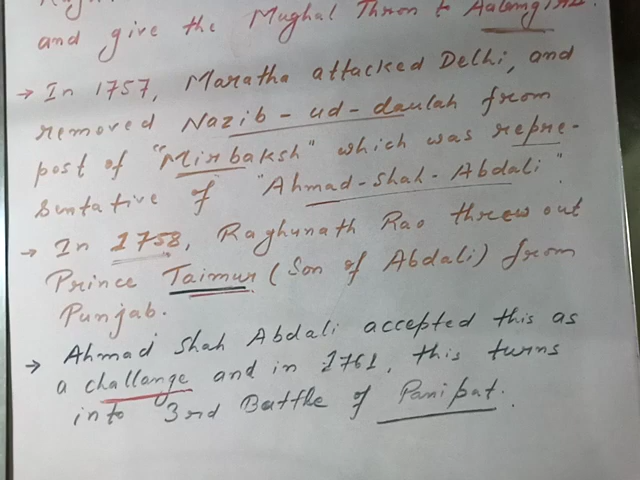 and give the Mughal Thron to Aalamgir
→ In 1757, Maratha attacked Delhi, and
removed Nazib-ud-daulah from
post of "Mirbaksh" which was repre-
sentative of "Ahmad-Shah-Abdali".
→ In 1758, Raghunath Rao threw out
Prince Taimur (Son of Abdali) from
Punjab.
→ Ahmad Shah Abdali accepted this as
a challange and in 1761, this turns
into 3rd Battle of Panipat.